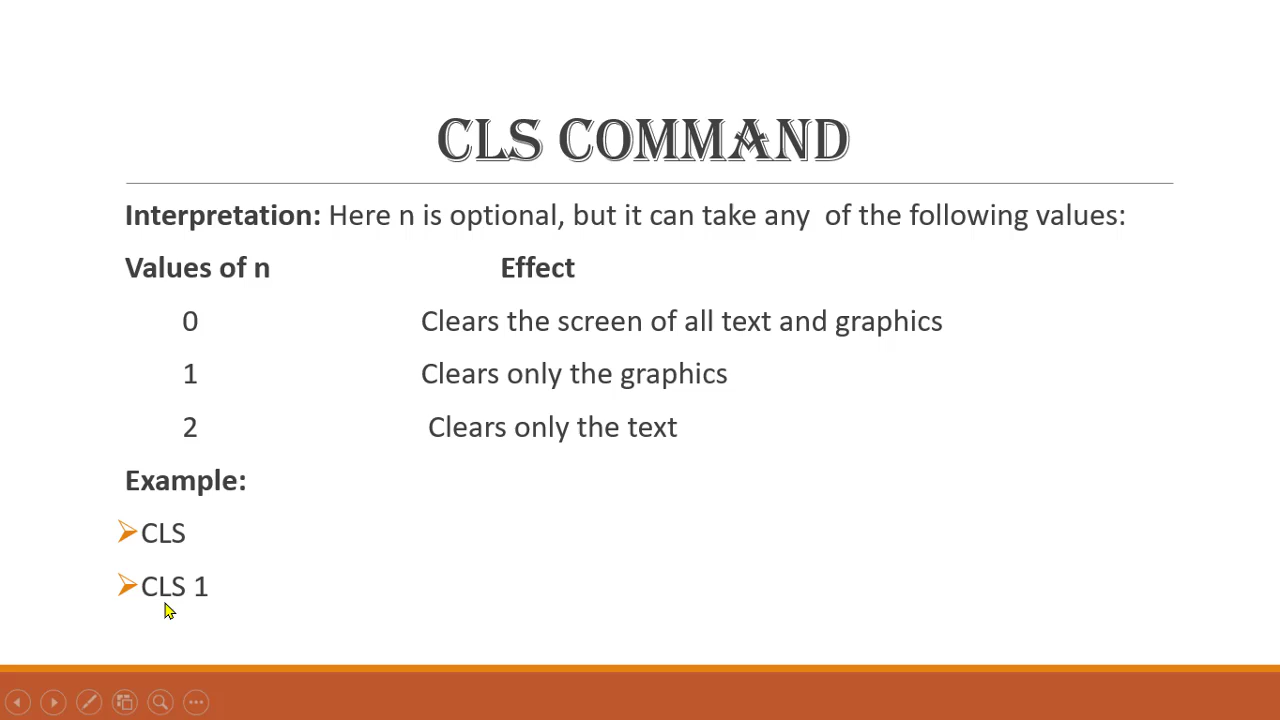 CLS COMMAND
Interpretation: Here n is optional, but it can take any of the following values:
Values of n Effect
0 Clears the screen of all text and graphics
1 Clears only the graphics
2 Clears only the text
Example:
CLS
CLS 1